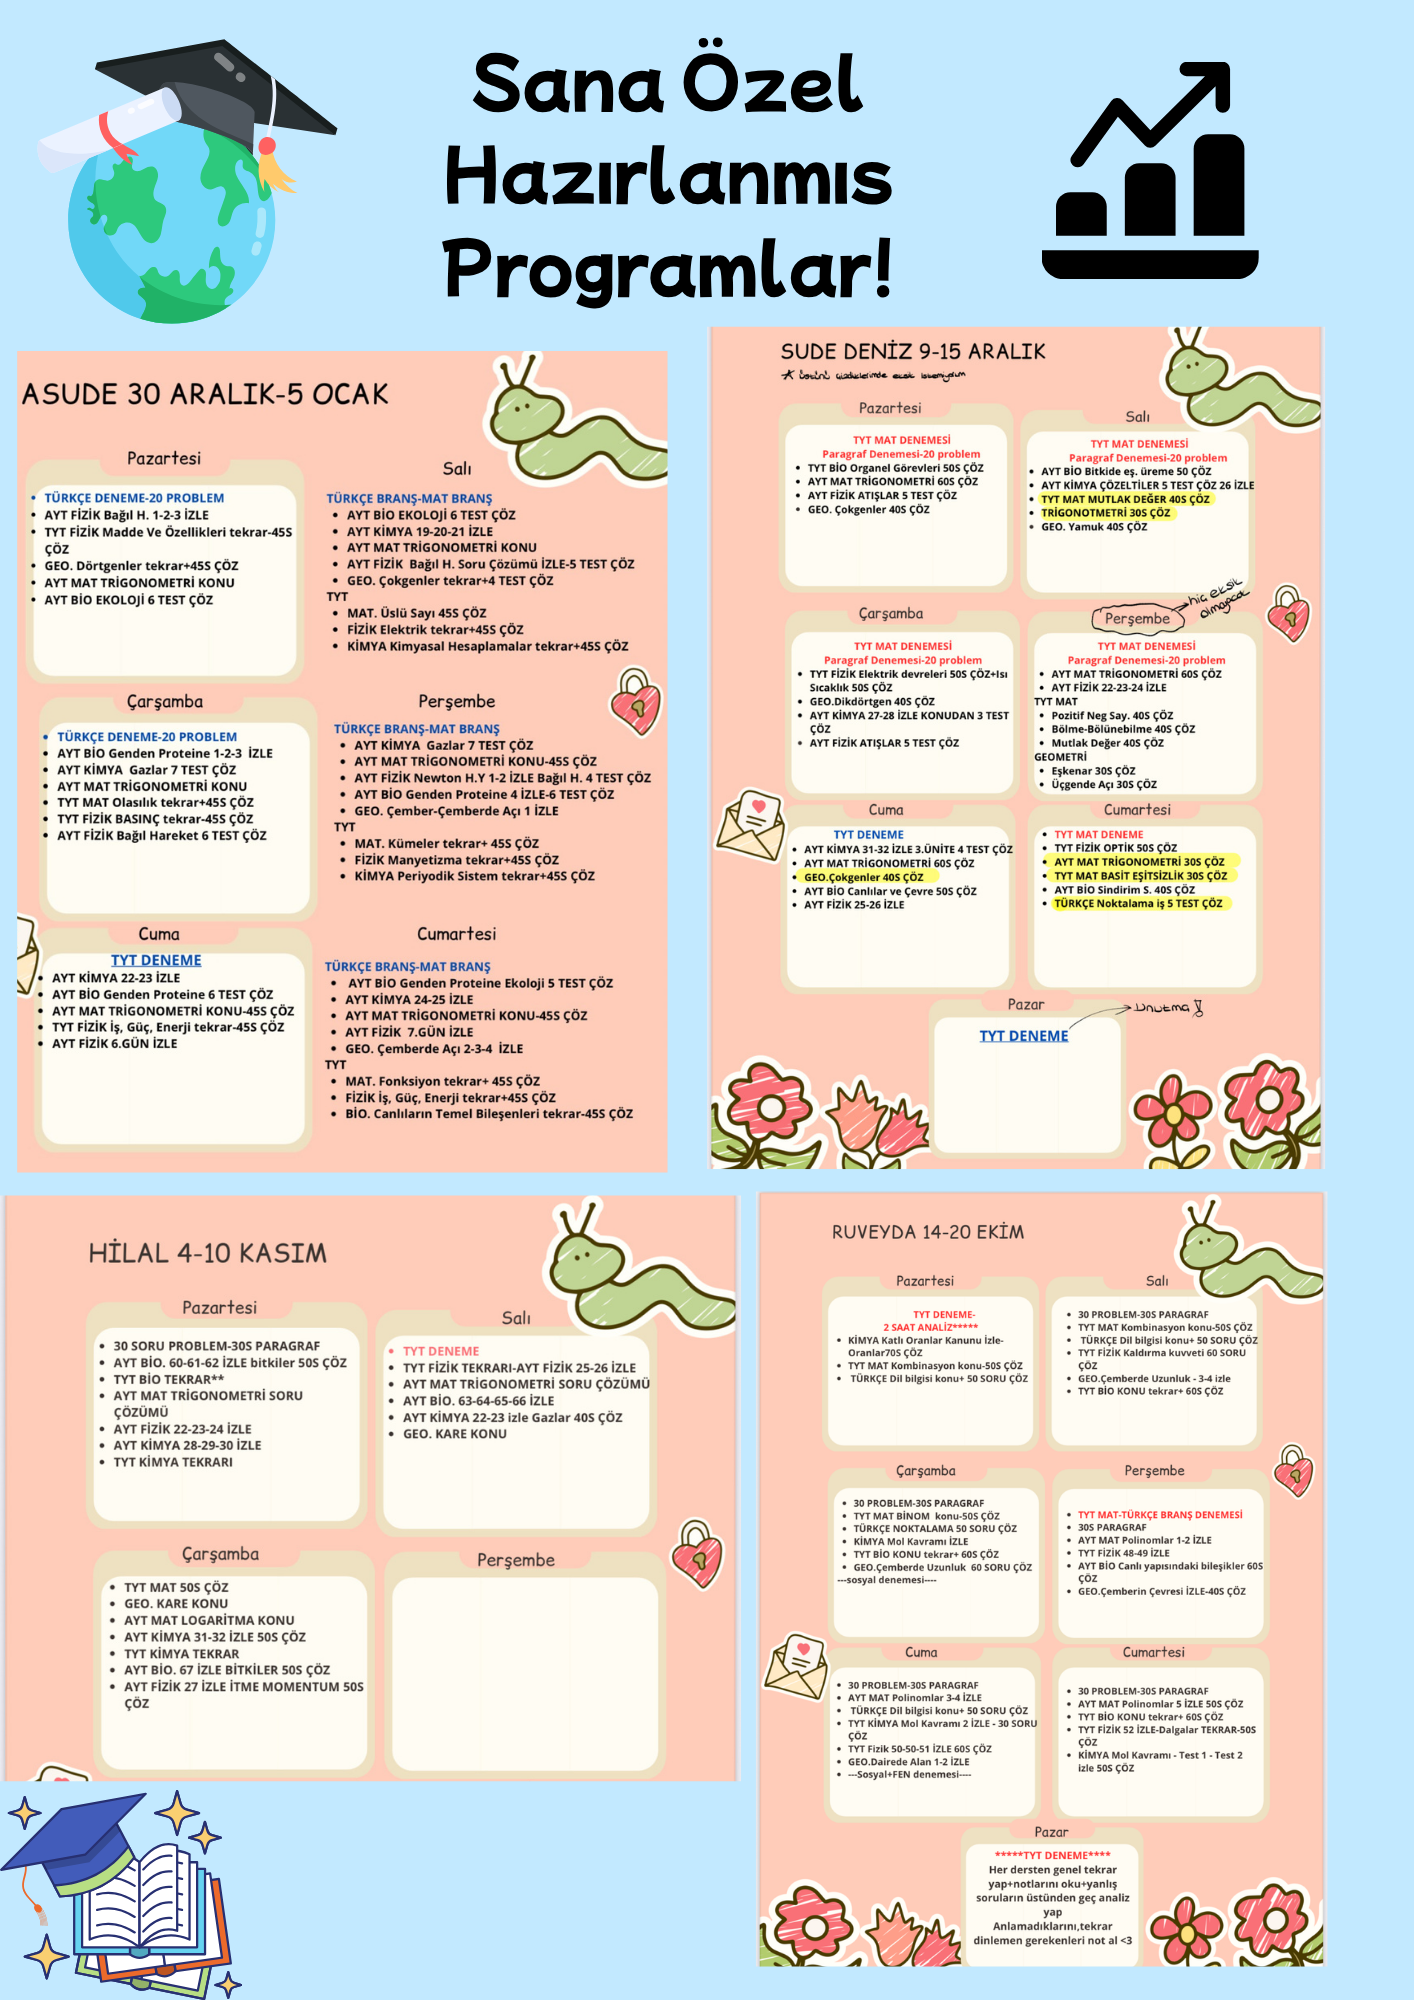 Sana Özel
Hazırlanmıs
Programlar!
ASUDE 30 ARALIK-5 OCAK
Pazartesi
TÜRKÇE DENEME-20 PROBLEM
AYT FİZİK Bağıl H. 1-2-3 İZLE
TYT FİZİK Madde Ve Özellikleri tekrar-45S
ÇÖZ
GEO. Dörtgenler tekrar+45S ÇÖZ
AYT MAT TRİGONOMETRİ KONU
AYT BİO EKOLOJİ 6 TEST ÇÖZ
Salı
TÜRKÇE BRANŞ-MAT BRANŞ
AYT BİO EKOLOJİ 6 TEST ÇÖZ
AYT KİMYA 19-20-21 İZLE
AYT MAT TRİGONOMETRİ KONU
AYT FİZİK Bağıl H. Soru Çözümü İZLE-5 TEST ÇÖZ
GEO. Çokgenler tekrar+4 TEST ÇÖZ
TYT
MAT. Üslü Sayı 45S ÇÖZ
FİZİK Elektrik tekrar+45S ÇÖZ
KİMYA Kimyasal Hesaplamalar tekrar+45S ÇÖZ
Çarşamba
TÜRKÇE DENEME-20 PROBLEM
AYT BİO Genden Proteine 1-2-3 İZLE
AYT KİMYA Gazlar 7 TEST ÇÖZ
AYT MAT TRİGONOMETRİ KONU
TYT MAT Olasılık tekrar+45S ÇÖZ
TYT FİZİK BASINÇ tekrar-45S ÇÖZ
AYT FİZİK Bağıl Hareket 6 TEST ÇÖZ
Perşembe
TÜRKÇE BRANŞ-MAT BRANŞ
AYT KİMYA Gazlar 7 TEST ÇÖZ
AYT MAT TRİGONOMETRİ KONU-45S ÇÖZ
AYT FİZİK Newton H.Y 1-2 İZLE Bağıl H. 4 TEST ÇÖZ
AYT BİO Genden Proteine 4 İZLE-6 TEST ÇÖZ
GEO. Çember-Çemberde Açı 1 İZLE
TYT
MAT. Kümeler tekrar+ 45S ÇÖZ
FİZİK Manyetizma tekrar+45S ÇÖZ
KİMYA Periyodik Sistem tekrar+45S ÇÖZ
Cuma
TYT DENEME
AYT KİMYA 22-23 İZLE
AYT BİO Genden Proteine 6 TEST ÇÖZ
AYT MAT TRİGONOMETRİ KONU-45S ÇÖZ
TYT FİZİK İş, Güç, Enerji tekrar-45S ÇÖZ
AYT FİZİK 6.GÜN İZLE
Cumartesi
TÜRKÇE BRANŞ-MAT BRANŞ
AYT BİO Genden Proteine Ekoloji 5 TEST ÇÖZ
AYT KİMYA 24-25 İZLE
AYT MAT TRİGONOMETRİ KONU-45S ÇÖZ
AYT FİZİK 7.GÜN İZLE
GEO. Çemberde Açı 2-3-4 İZLE
TYT
MAT. Fonksiyon tekrar+ 45S ÇÖZ
FİZİK İş, Güç, Enerji tekrar+45S ÇÖZ
BİO. Canlıların Temel Bileşenleri tekrar-45S ÇÖZ
SUDE DENİZ 9-15 ARALIK
üstünü çizdiklerimde eksik istemiyorum
Pazartesi
TYT MAT DENEMESİ
Paragraf Denemesi-20 problem
TYT BİO Organel Görevleri 50S ÇÖZ
AYT MAT TRİGONOMETRİ 60S ÇÖZ
AYT FİZİK ATIŞLAR 5 TEST ÇÖZ
GEO. Çokgenler 40S ÇÖZ
Salı
TYT MAT DENEMESİ
Paragraf Denemesi-20 problem
AYT BİO Bitkide eş. üreme 50 ÇÖZ
AYT KİMYA ÇÖZELTİLER 5 TEST ÇÖZ 26 İZLE
TYT MAT MUTLAK DEĞER 40S ÇÖZ
TRİGONOTMETRİ 30S ÇÖZ
GEO. Yamuk 40S ÇÖZ
Çarşamba
TYT MAT DENEMESİ
Paragraf Denemesi-20 problem
TYT FİZİK Elektrik devreleri 50S ÇÖZ+Isı
Sıcaklık 50S ÇÖZ
GEO.Dikdörtgen 40S ÇÖZ
AYT KİMYA 27-28 İZLE KONUDAN 3 TEST
ÇÖZ
AYT FİZİK ATIŞLAR 5 TEST ÇÖZ
Perşembe
hiç eksik
olmayacak
TYT MAT DENEMESİ
Paragraf Denemesi-20 problem
AYT MAT TRİGONOMETRİ 60S ÇÖZ
AYT FİZİK 22-23-24 İZLE
TYT MAT
Pozitif Neg Say. 40S ÇÖZ
Bölme-Bölünebilme 40S ÇÖZ
Mutlak Değer 40S ÇÖZ
GEOMETRİ
Eşkenar 30S ÇÖZ
Üçgende Açı 30S ÇÖZ
Cuma
TYT DENEME
AYT KİMYA 31-32 İZLE 3.ÜNİTE 4 TEST ÇÖZ
AYT MAT TRİGONOMETRİ 60S ÇÖZ
GEO.Çokgenler 40S ÇÖZ
AYT BİO Canlılar ve Çevre 50S ÇÖZ
AYT FİZİK 25-26 İZLE
Cumartesi
TYT MAT DENEME
TYT FİZİK OPTİK 50S ÇÖZ
AYT MAT TRİGONOMETRİ 30S ÇÖZ
TYT MAT BASİT EŞİTSİZLİK 30S ÇÖZ
AYT BİO Sindirim S. 40S ÇÖZ
TÜRKÇE Noktalama iş 5 TEST ÇÖZ
Pazar
Unutma!
TYT DENEME
HİLAL 4-10 KASIM
Pazartesi
30 SORU PROBLEM-30S PARAGRAF
AYT BİO. 60-61-62 İZLE bitkiler 50S ÇÖZ
TYT BİO TEKRAR**
AYT MAT TRİGONOMETRİ SORU
ÇÖZÜMÜ
AYT FİZİK 22-23-24 İZLE
AYT KİMYA 28-29-30 İZLE
TYT KİMYA TEKRARI
Salı
TYT DENEME
TYT FİZİK TEKRARI-AYT FİZİK 25-26 İZLE
AYT MAT TRİGONOMETRİ SORU ÇÖZÜMÜ
AYT BİO. 63-64-65-66 İZLE
AYT KİMYA 22-23 izle Gazlar 40S ÇÖZ
GEO. KARE KONU
Çarşamba
TYT MAT 50S ÇÖZ
GEO. KARE KONU
AYT MAT LOGARİTMA KONU
AYT KİMYA 31-32 İZLE 50S ÇÖZ
TYT KİMYA TEKRAR
AYT BİO. 67 İZLE BİTKİLER 50S ÇÖZ
AYT FİZİK 27 İZLE İTME MOMENTUM 50S
ÇÖZ
Perşembe
RUVEYDA 14-20 EKİM
Pazartesi
TYT DENEME-
2 SAAT ANALİZ*****
KİMYA Katlı Oranlar Kanunu İzle-
Oranlar70S ÇÖZ
TYT MAT Kombinasyon konu-50S ÇÖZ
TÜRKÇE Dil bilgisi konu+ 50 SORU ÇÖZ
Salı
30 PROBLEM-30S PARAGRAF
TYT MAT Kombinasyon konu-50S ÇÖZ
TÜRKÇE Dil bilgisi konu+ 50 SORU ÇÖZ
TYT FİZİK Kaldırma kuvveti 60 SORU
ÇÖZ
GEO.Çemberde Uzunluk - 3-4 izle
TYT BİO KONU tekrar+ 60S ÇÖZ
Çarşamba
30 PROBLEM-30S PARAGRAF
TYT MAT BİNOM konu-50S ÇÖZ
TÜRKÇE NOKTALAMA 50 SORU ÇÖZ
KİMYA Mol Kavramı İZLE
TYT BİO KONU tekrar+ 60S ÇÖZ
GEO.Çemberde Uzunluk 60 SORU ÇÖZ
---sosyal denemesi----
Perşembe
TYT MAT-TÜRKÇE BRANŞ DENEMESİ
30S PARAGRAF
AYT MAT Polinomlar 1-2 İZLE
TYT FİZİK 48-49 İZLE
AYT BİO Canlı yapısındaki bileşikler 60S
ÇÖZ
GEO.Çemberin Çevresi İZLE-40S ÇÖZ
Cuma
30 PROBLEM-30S PARAGRAF
AYT MAT Polinomlar 3-4 İZLE
TÜRKÇE Dil bilgisi konu+ 50 SORU ÇÖZ
TYT KİMYA Mol Kavramı 2 İZLE - 30 SORU
ÇÖZ
TYT Fizik 50-50-51 İZLE 60S ÇÖZ
GEO.Dairede Alan 1-2 İZLE
---Sosyal+FEN denemesi----
Cumartesi
30 PROBLEM-30S PARAGRAF
AYT MAT Polinomlar 5 İZLE 50S ÇÖZ
TYT BİO KONU tekrar+ 60S ÇÖZ
TYT FİZİK 52 İZLE-Dalgalar TEKRAR-50S
ÇÖZ
KİMYA Mol Kavramı - Test 1 - Test 2
izle 50S ÇÖZ
Pazar
*****TYT DENEME****
Her dersten genel tekrar
yap+notlarını oku+yanlış
soruların üstünden geç analiz
yap
Anlamadıklarını,tekrar
dinlemen gerekenleri not al <3